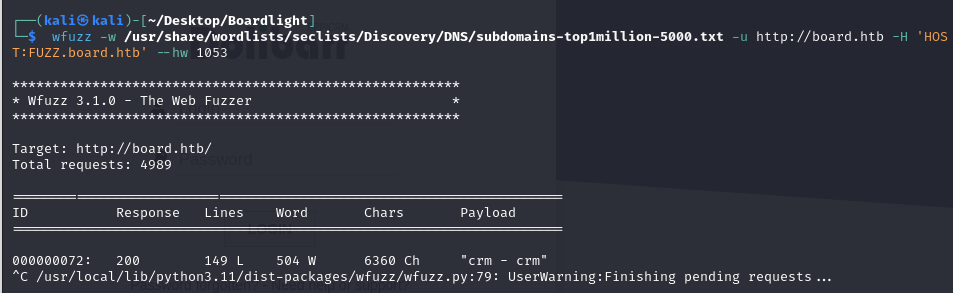 ┌──(kali㉿kali)-[~/Desktop/Boardlight]
└─$ wfuzz -w /usr/share/wordlists/seclists/Discovery/DNS/subdomains-top1million-5000.txt -u http://board.htb -H 'HOS
T:FUZZ.board.htb' --hw 1053
********************************************************
* Wfuzz 3.1.0 - The Web Fuzzer                         *
********************************************************
Target: http://board.htb/
Total requests: 4989
=====================================================================
ID           Response   Lines    Word       Chars       Payload
=====================================================================
000000072:   200        149 L    504 W      6360 Ch     "crm - crm"
^C /usr/local/lib/python3.11/dist-packages/wfuzz/wfuzz.py:79: UserWarning:Finishing pending requests...
Password
LOGIN